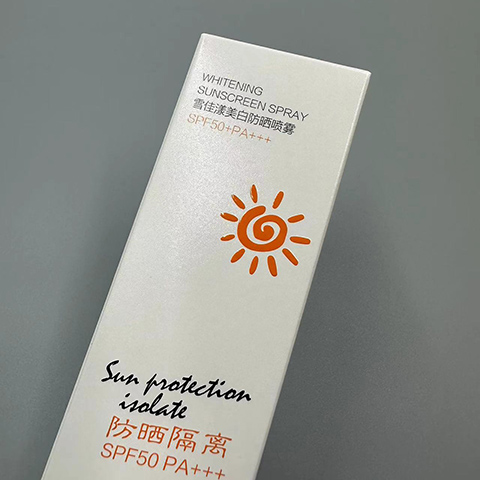 WHITENING
SUNSCREEN SPRAY
雪佳漾美白防晒喷雾
SPF50+PA+++
Sun protection
isolate
防晒隔离
SPF50 PA+++